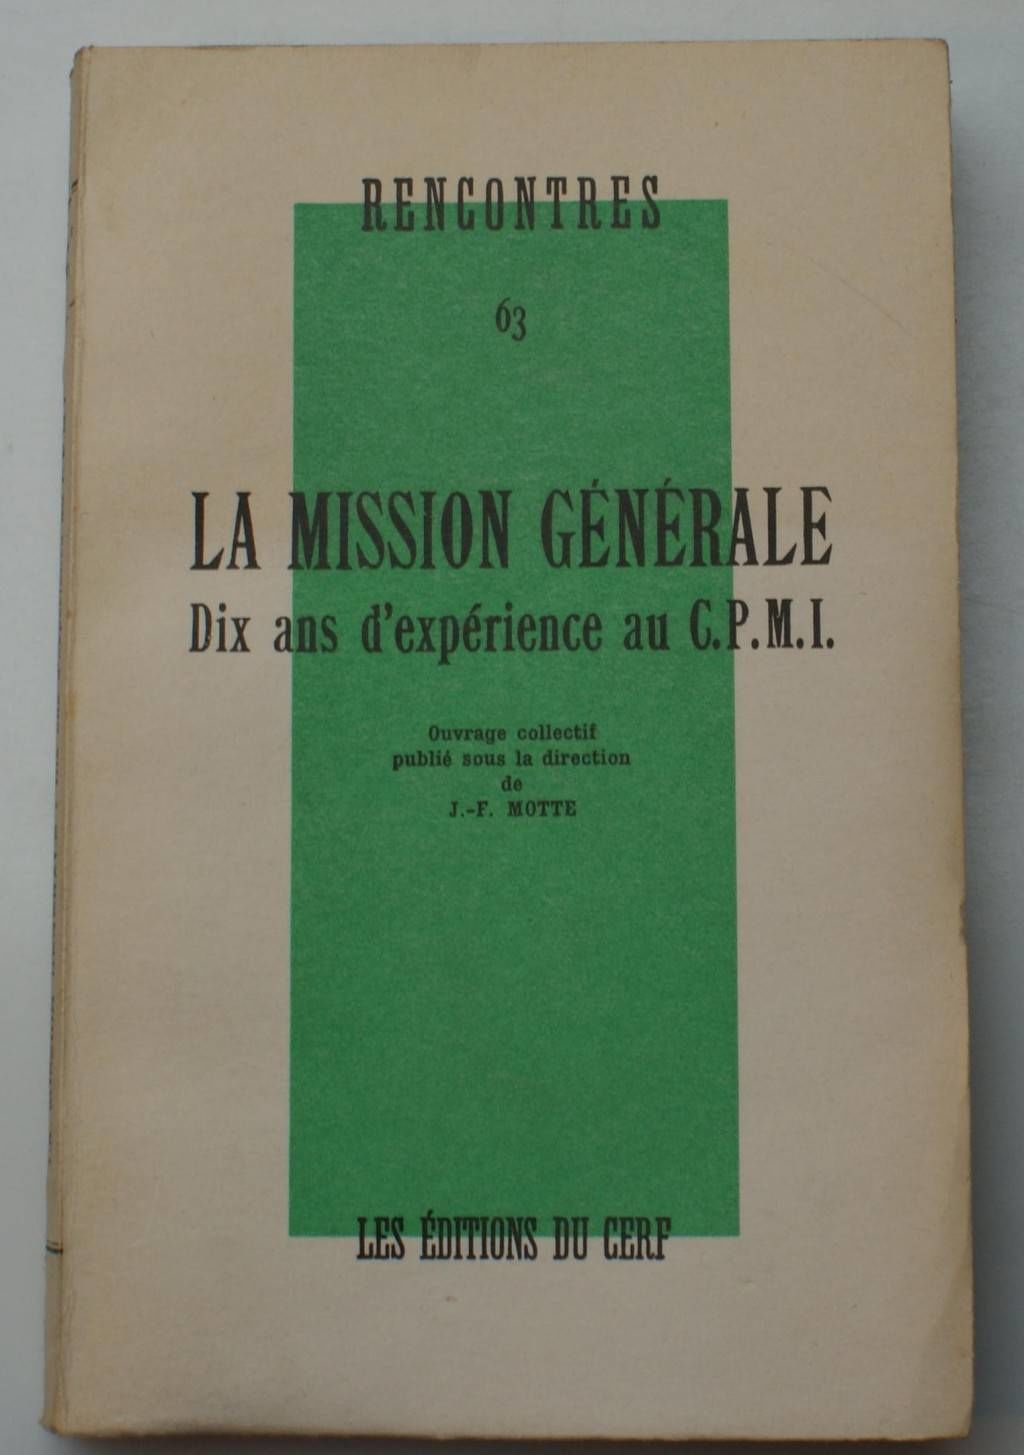 RENCONTRES
63
LA MISSION GÉNÉRALE
Dix ans d'expérience au C.P.M.I.
Ouvrage collectif
publié sous la direction
de
J.-F. MOTTE
LES ÉDITIONS DU CERF